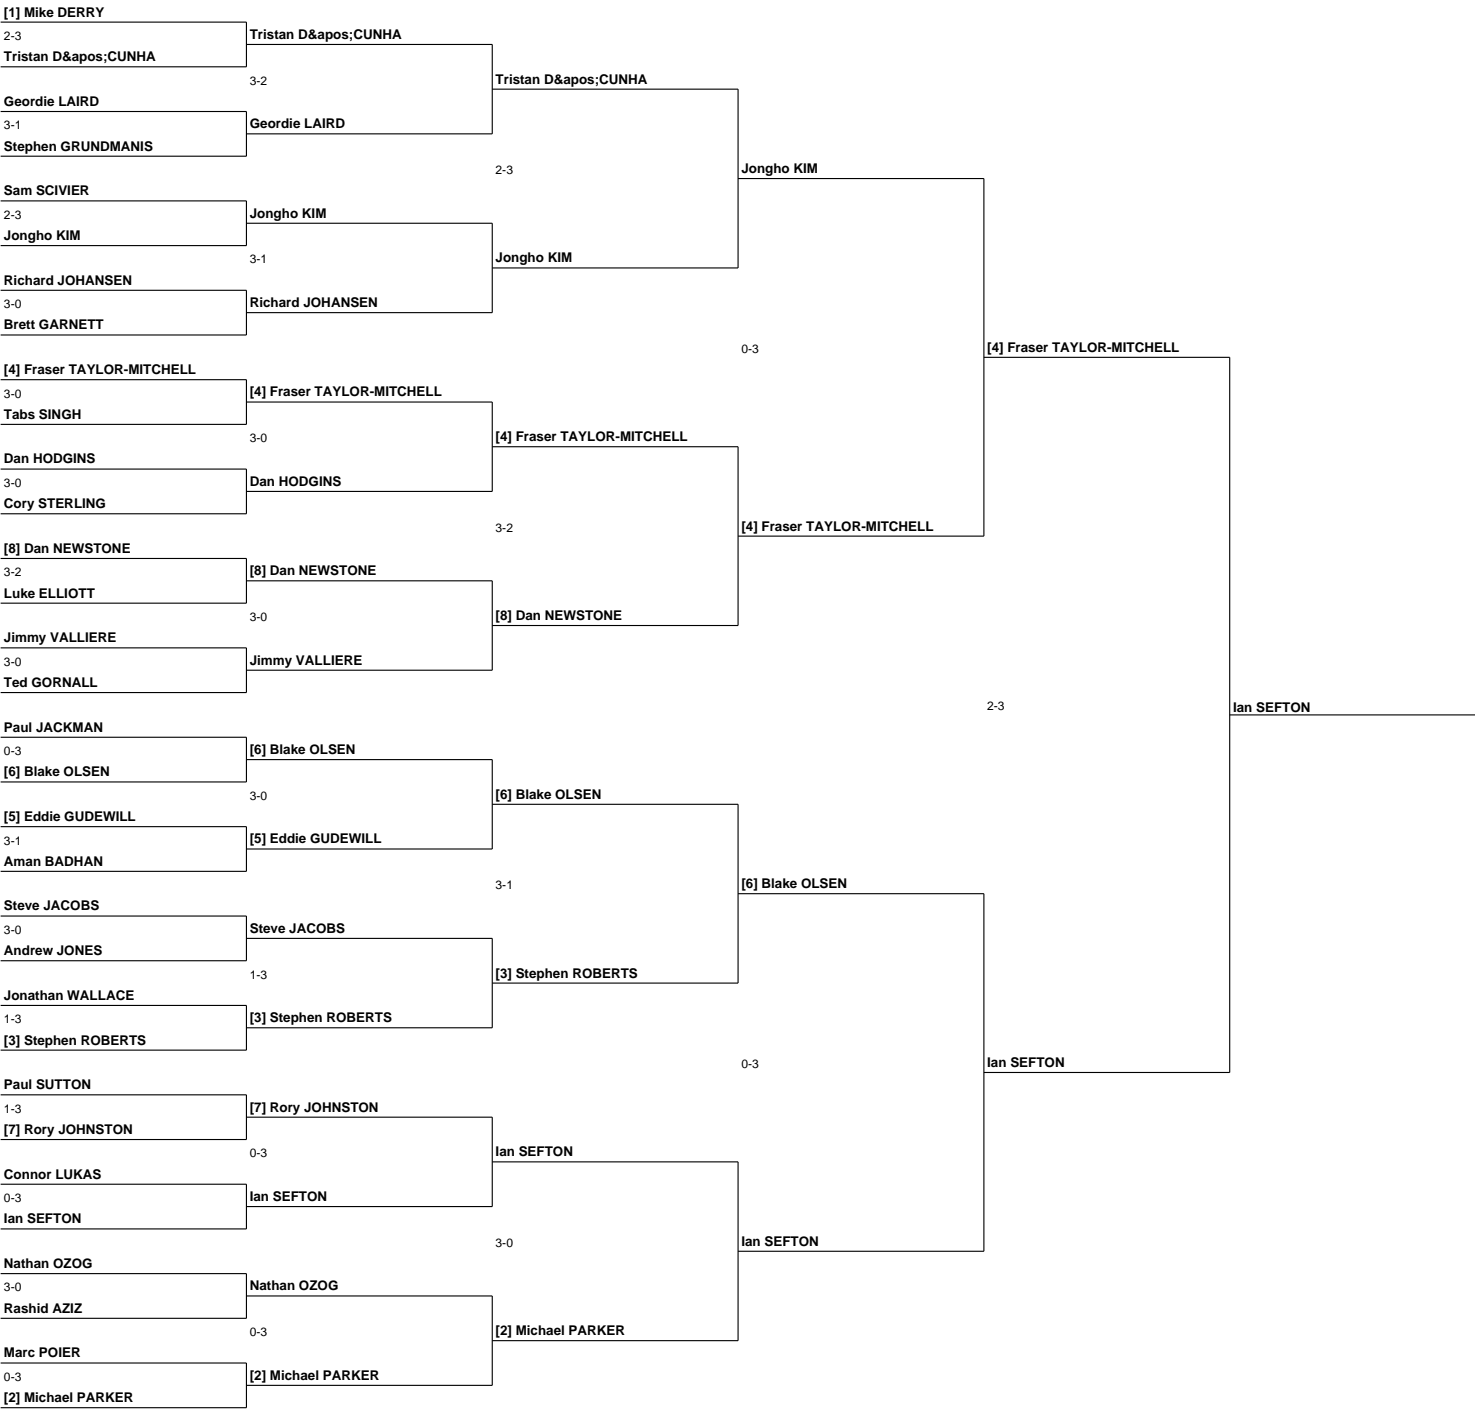 [1] Mike DERRY
2-3
Tristan D&apos;CUNHA
Geordie LAIRD
3-1
Stephen GRUNDMANIS
Sam SCIVIER
2-3
Jongho KIM
Richard JOHANSEN
3-0
Brett GARNETT
[4] Fraser TAYLOR-MITCHELL
3-0
Tabs SINGH
Dan HODGINS
3-0
Cory STERLING
[8] Dan NEWSTONE
3-2
Luke ELLIOTT
Jimmy VALLIERE
3-0
Ted GORNALL
Paul JACKMAN
0-3
[6] Blake OLSEN
[5] Eddie GUDEWILL
3-1
Aman BADHAN
Steve JACOBS
3-0
Andrew JONES
Jonathan WALLACE
1-3
[3] Stephen ROBERTS
Paul SUTTON
1-3
[7] Rory JOHNSTON
Connor LUKAS
0-3
Ian SEFTON
Nathan OZOG
3-0
Rashid AZIZ
Marc POIER
0-3
[2] Michael PARKER
Tristan D&apos;CUNHA
3-2
Geordie LAIRD
Jongho KIM
3-1
Richard JOHANSEN
[4] Fraser TAYLOR-MITCHELL
3-0
Dan HODGINS
[8] Dan NEWSTONE
3-0
Jimmy VALLIERE
[6] Blake OLSEN
3-0
[5] Eddie GUDEWILL
Steve JACOBS
1-3
[3] Stephen ROBERTS
[7] Rory JOHNSTON
0-3
Ian SEFTON
Nathan OZOG
0-3
[2] Michael PARKER
Tristan D&apos;CUNHA
2-3
Jongho KIM
[4] Fraser TAYLOR-MITCHELL
3-2
[8] Dan NEWSTONE
[6] Blake OLSEN
3-1
[3] Stephen ROBERTS
Ian SEFTON
3-0
[2] Michael PARKER
Jongho KIM
0-3
[4] Fraser TAYLOR-MITCHELL
[6] Blake OLSEN
0-3
Ian SEFTON
[4] Fraser TAYLOR-MITCHELL
2-3
Ian SEFTON
Ian SEFTON